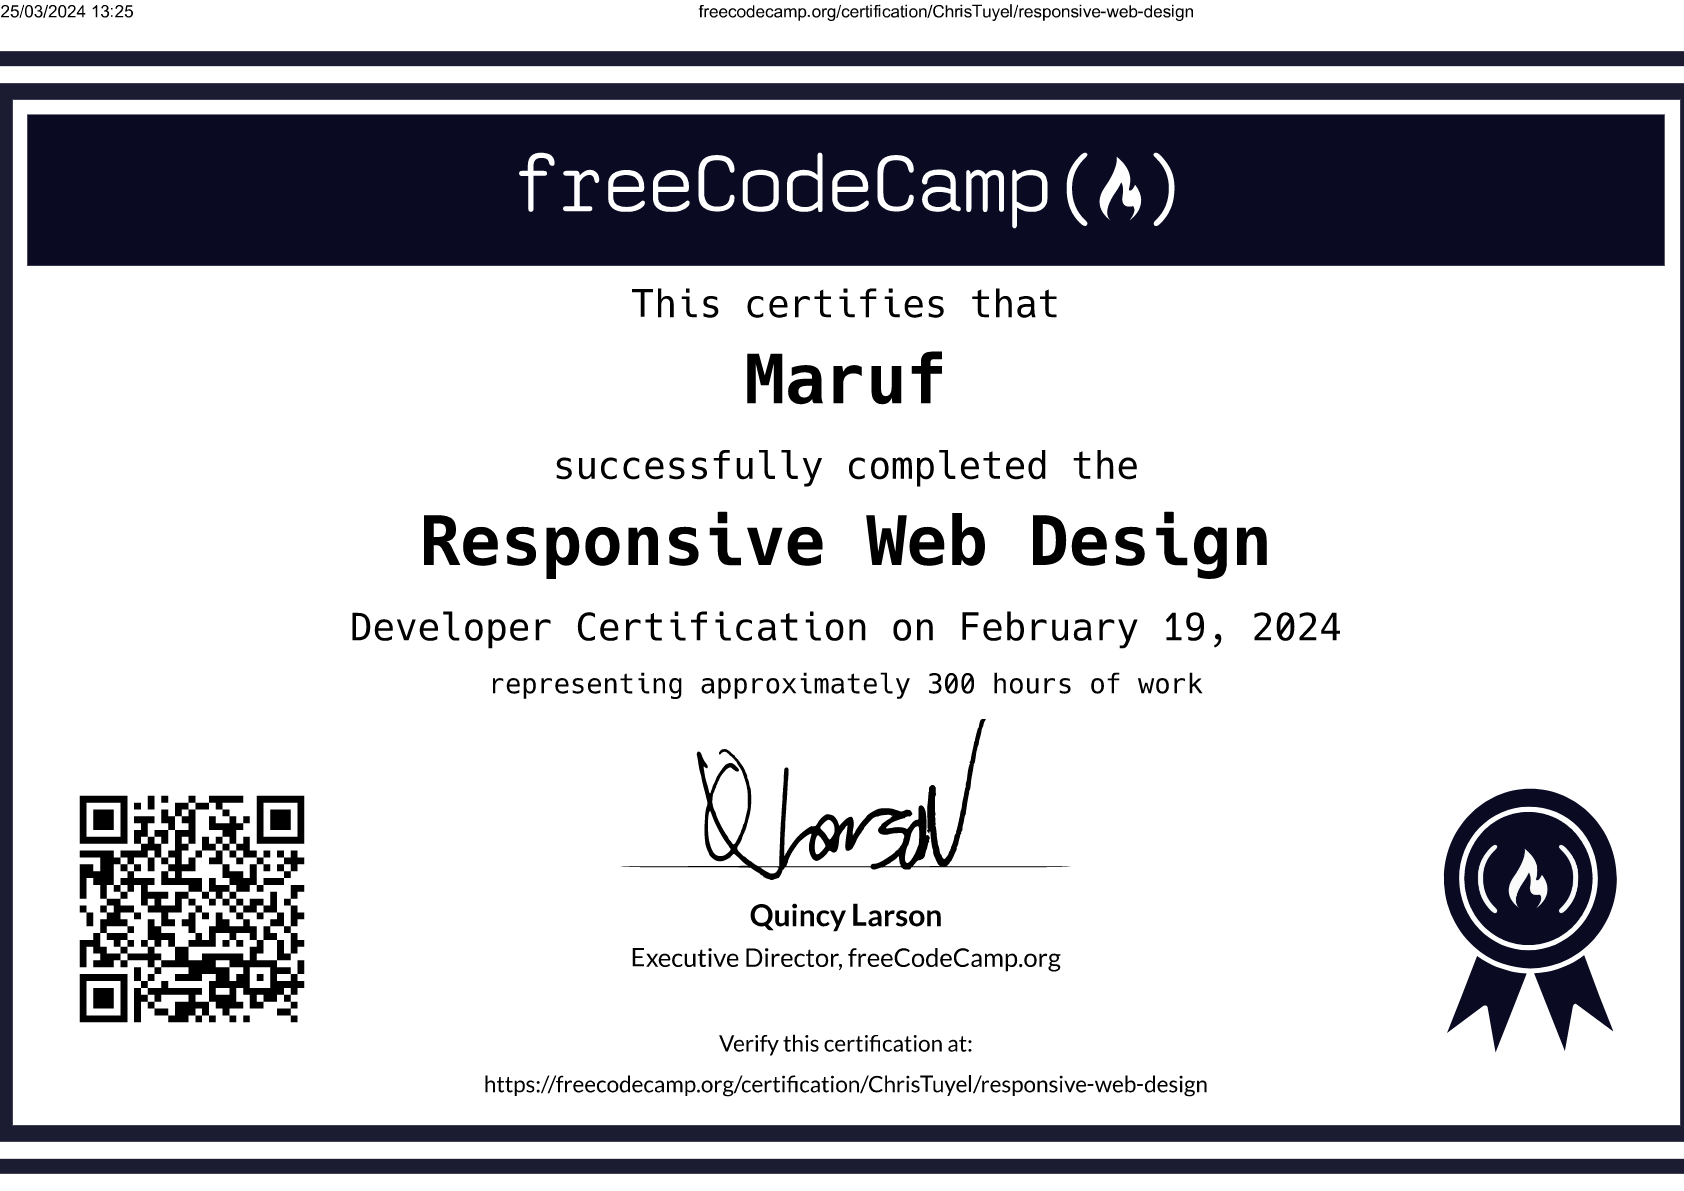 25/03/2024 13:25
freecodecamp.org/certification/ChrisTuyel/responsive-web-design
freeCodeCamp
This certifies that
Maruf
successfully completed the
Responsive Web Design
Developer Certification on February 19, 2024
representing approximately 300 hours of work
Q Larson
Quincy Larson
Executive Director, freeCodeCamp.org
Verify this certification at:
https://freecodecamp.org/certification/ChrisTuyel/responsive-web-design